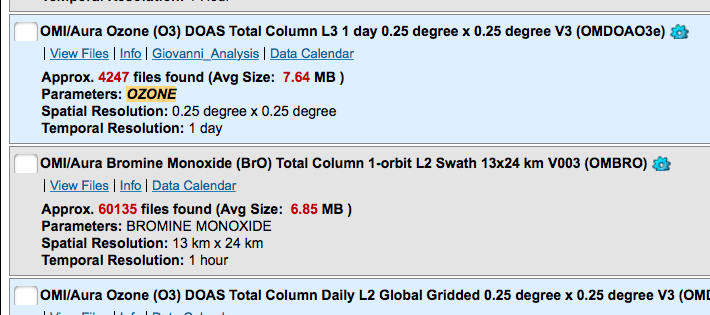 OMI/Aura Ozone (O3) DOAS Total Column L3 1 day 0.25 degree x 0.25 degree V3 (OMDOAO3e)
| View Files | Info | Giovanni_Analysis | Data Calendar
Approx. 4247 files found (Avg Size: 7.64 MB )
Parameters: OZONE
Spatial Resolution: 0.25 degree x 0.25 degree
Temporal Resolution: 1 day
OMI/Aura Bromine Monoxide (BrO) Total Column 1-orbit L2 Swath 13x24 km V003 (OMBRO)
| View Files | Info | Data Calendar
Approx. 60135 files found (Avg Size: 6.85 MB )
Parameters: BROMINE MONOXIDE
Spatial Resolution: 13 km x 24 km
Temporal Resolution: 1 hour
OMI/Aura Ozone (O3) DOAS Total Column Daily L2 Global Gridded 0.25 degree x 0.25 degree V3